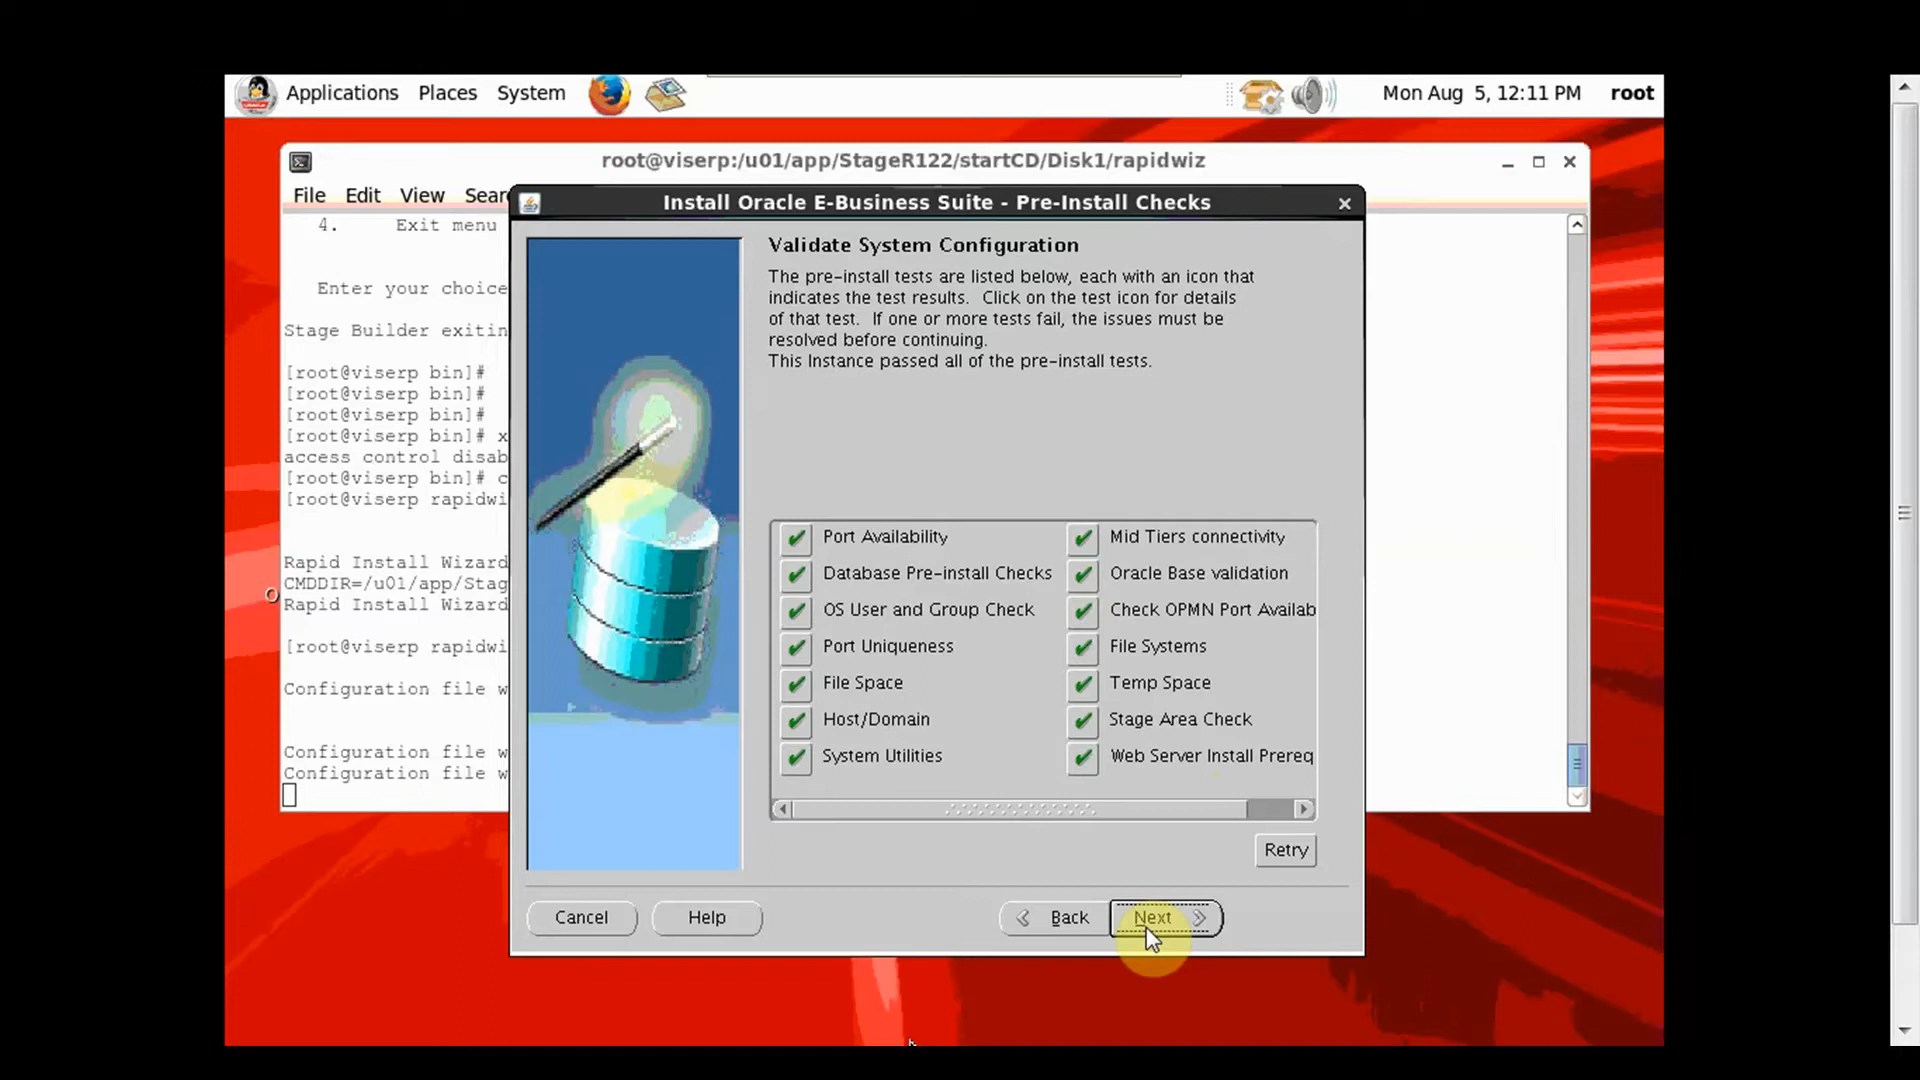 Applications Places System Mon Aug 5, 12:11 PM root
root@viserp:/u01/app/StageR122/startCD/Disk1/rapidwiz
File Edit View Sear
4. Exit menu
Enter your choice
Stage Builder exitin
[root@viserp bin]#
[root@viserp bin]#
[root@viserp bin]#
[root@viserp bin]# x
access control disab
[root@viserp bin]# c
[root@viserp rapidwi
Rapid Install Wizard
CMDDIR=/u01/app/Stag
Rapid Install Wizard
[root@viserp rapidwi
Configuration file w
Configuration file w
Configuration file w
Install Oracle E-Business Suite - Pre-Install Checks
Validate System Configuration
The pre-install tests are listed below, each with an icon that
indicates the test results. Click on the test icon for details
of that test. If one or more tests fail, the issues must be
resolved before continuing.
This Instance passed all of the pre-install tests.
Port Availability Mid Tiers connectivity
Database Pre-install Checks Oracle Base validation
OS User and Group Check Check OPMN Port Availab
Port Uniqueness File Systems
File Space Temp Space
Host/Domain Stage Area Check
System Utilities Web Server Install Prereq
Retry
Cancel Help Back Next